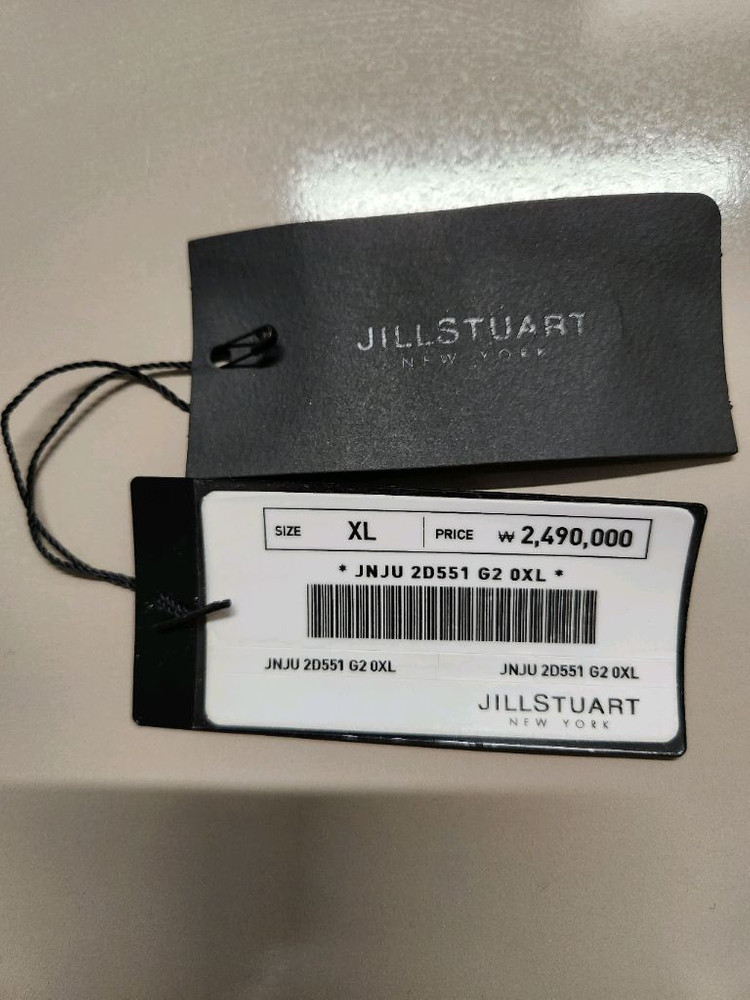 JILLSTUART
NEW YORK
SIZE XL PRICE ₩ 2,490,000
* JNJU 2D551 G2 0XL *
JNJU 2D551 G2 0XL JNJU 2D551 G2 0XL
JILLSTUART
NEW YORK